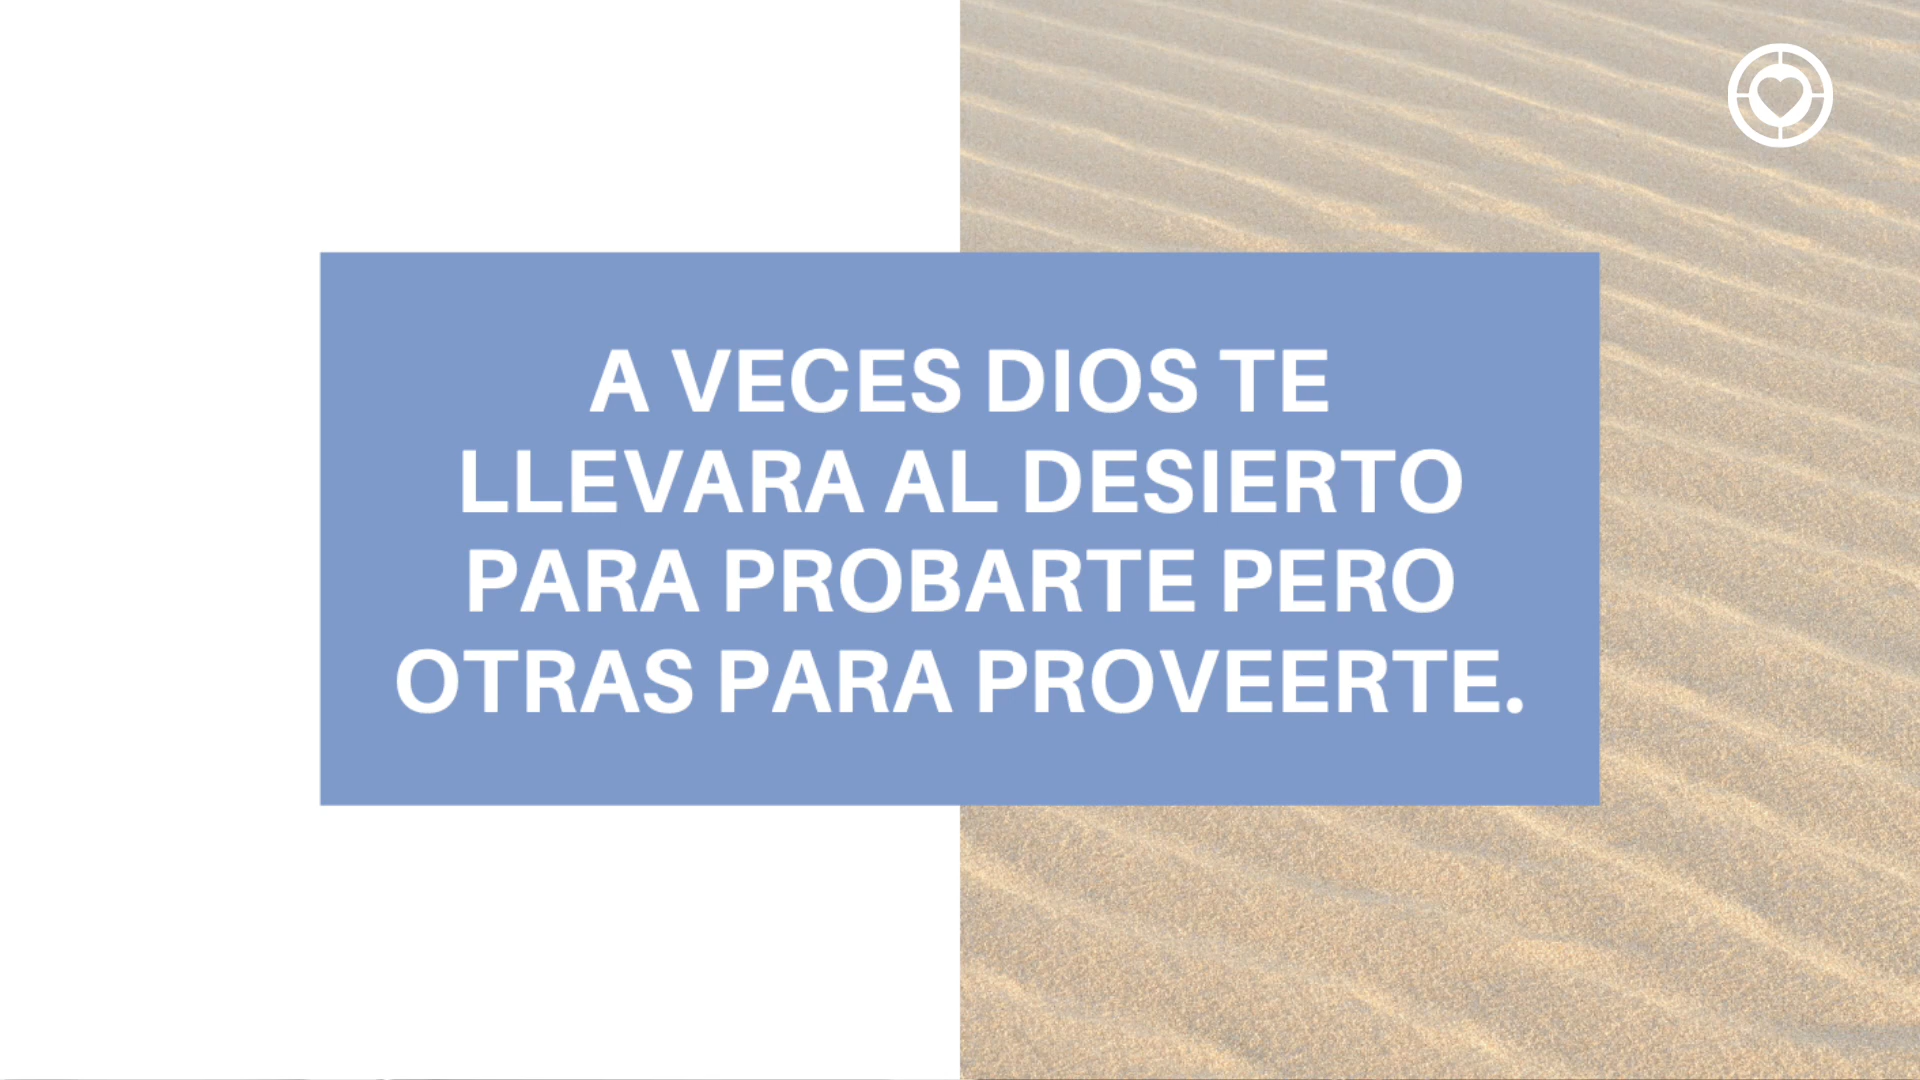 A VECES DIOS TE
LLEVARA AL DESIERTO
PARA PROBARTE PERO
OTRAS PARA PROVEERTE.